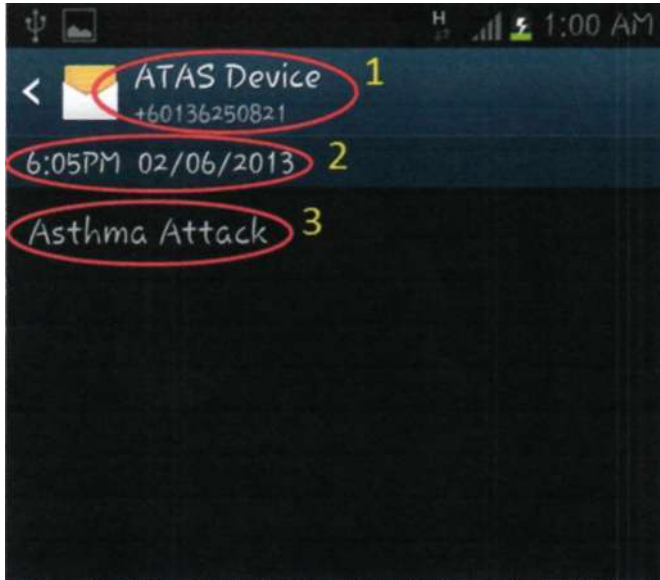 H 1:00 AM
ATAS Device 1
+60136250821
6:05PM 02/06/2013 2
Asthma Attack 3